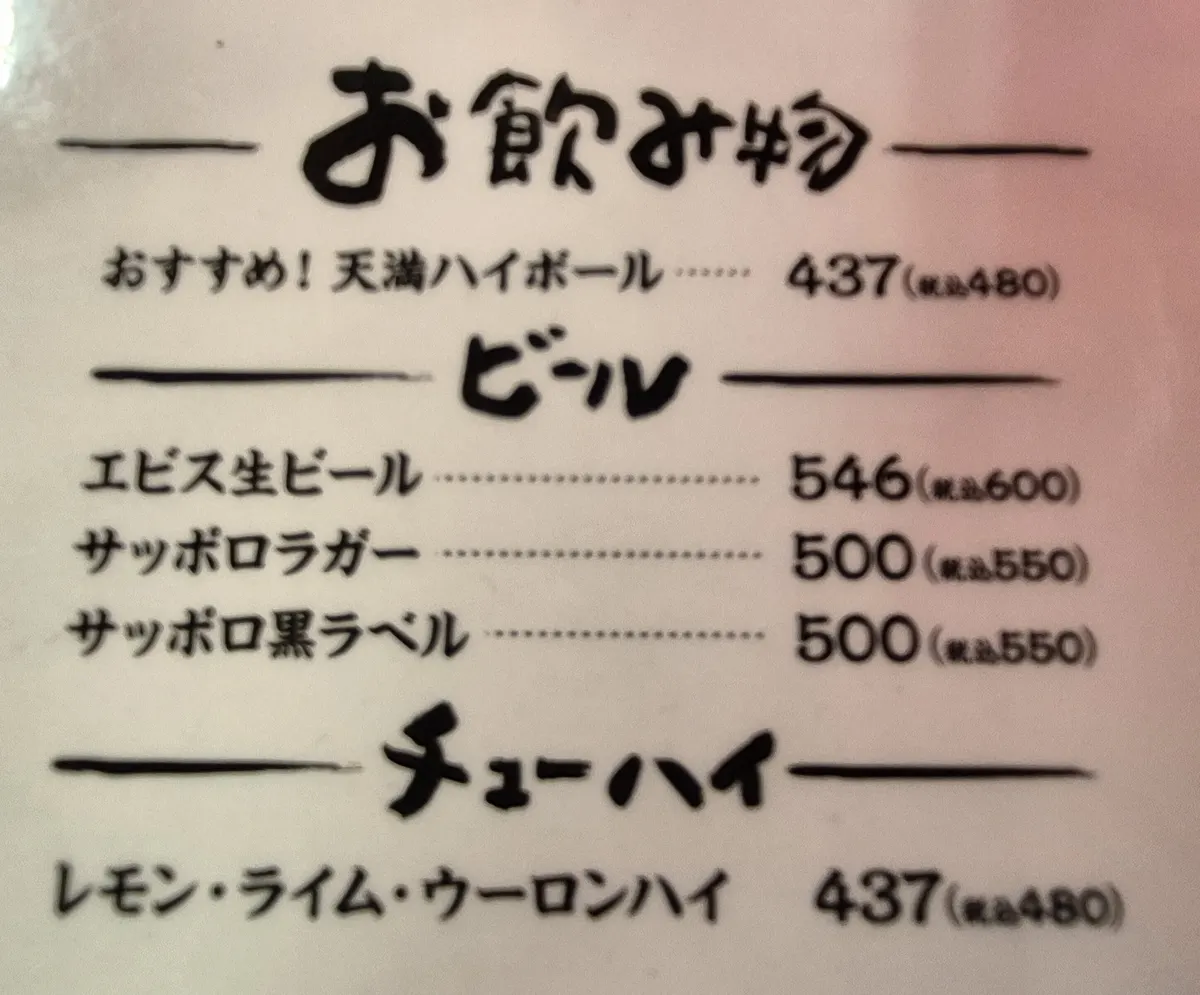 お飲み物
おすすめ！天満ハイボール …… 437（税込480）
ビール
エビス生ビール …………………… 546（税込600）
サッポロラガー …………………… 500（税込550）
サッポロ黒ラベル ………………… 500（税込550）
チューハイ
レモン・ライム・ウーロンハイ 437（税込480）